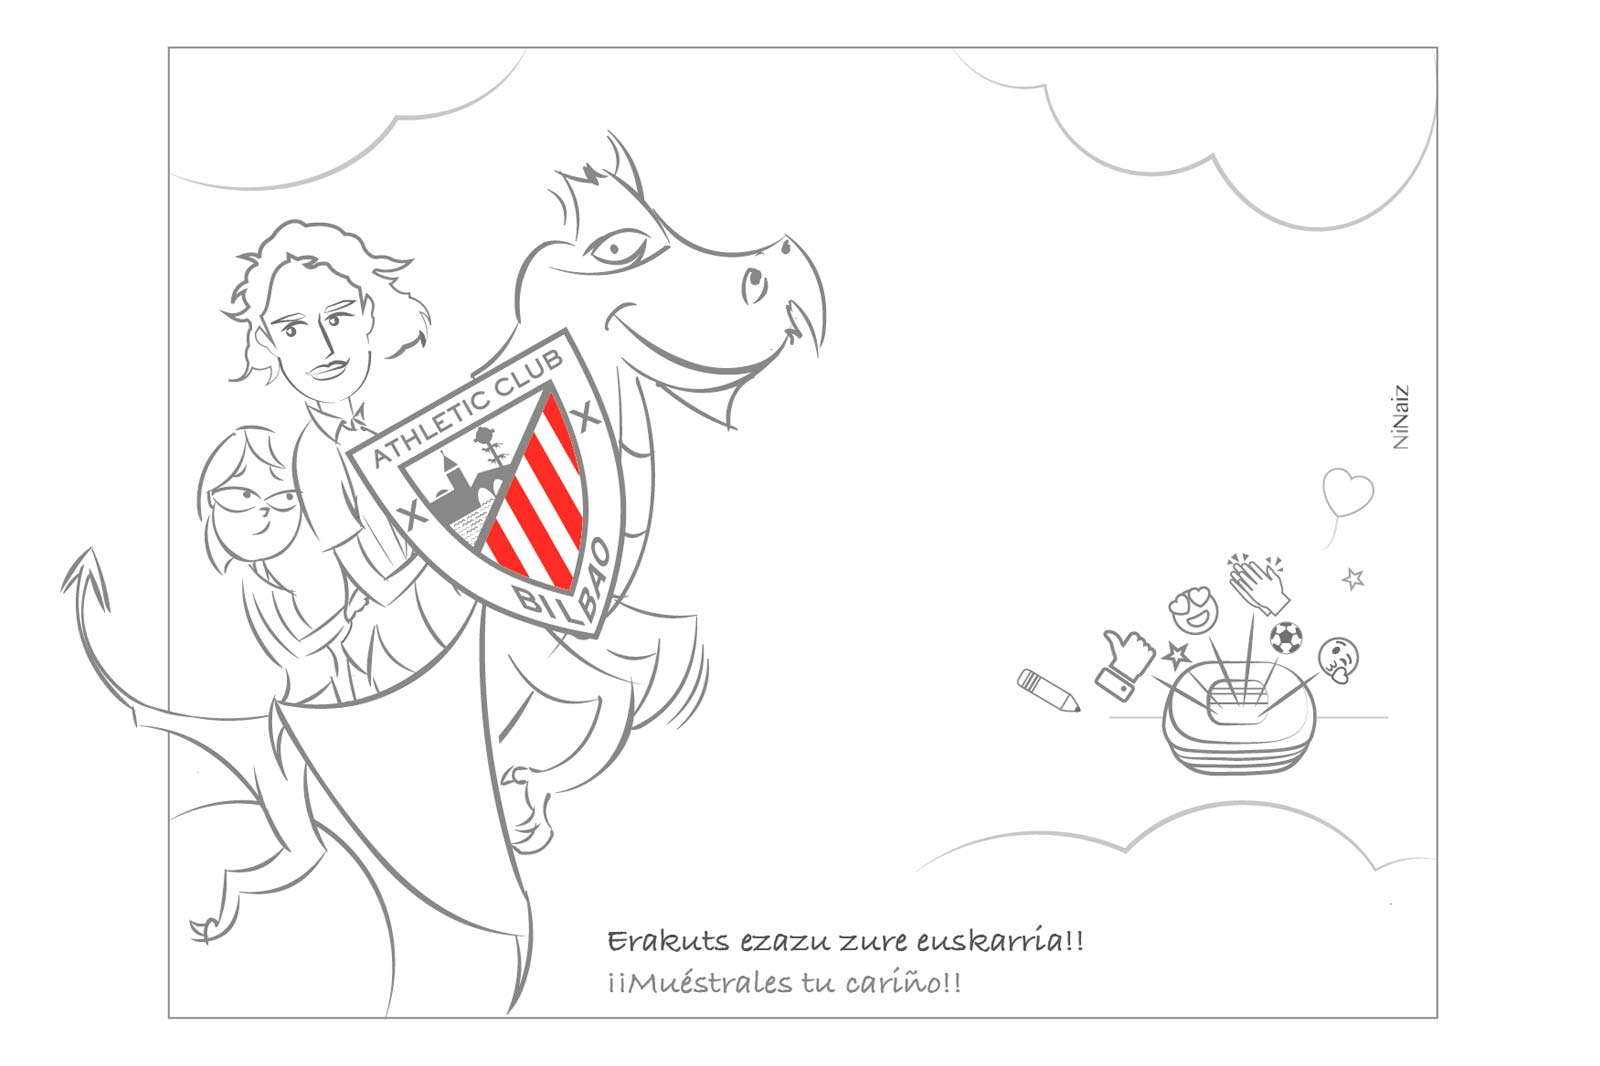 ATHLETIC CLUB
BILBAO
NiNaiz
Erakuts ezazu zure euskarria!!
¡¡Muéstrales tu cariño!!